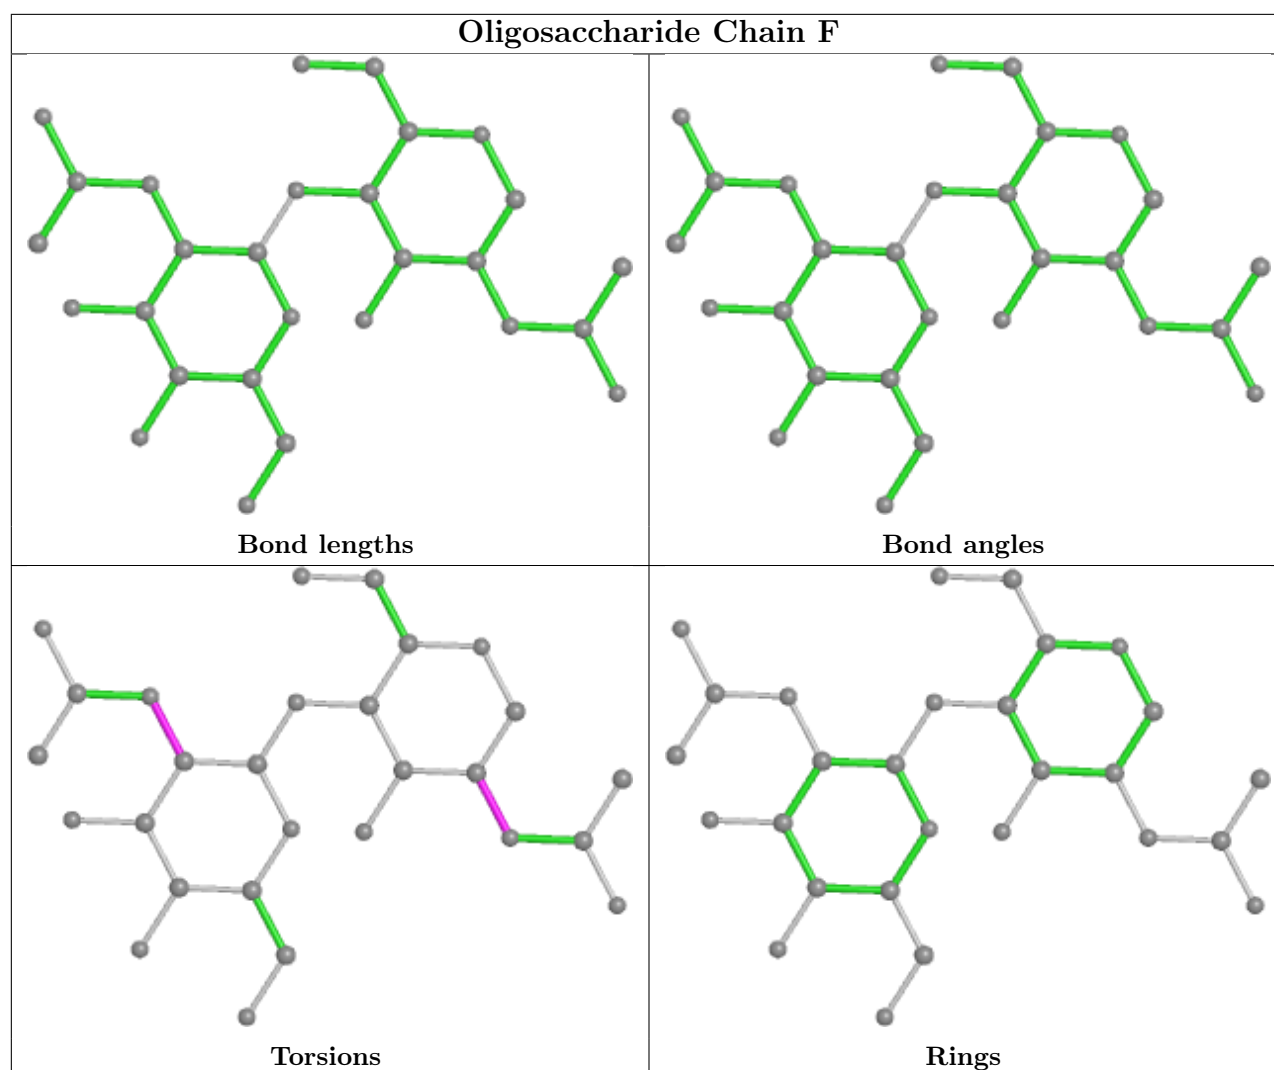 Oligosaccharide Chain F
Bond lengths
Bond angles
Torsions
Rings